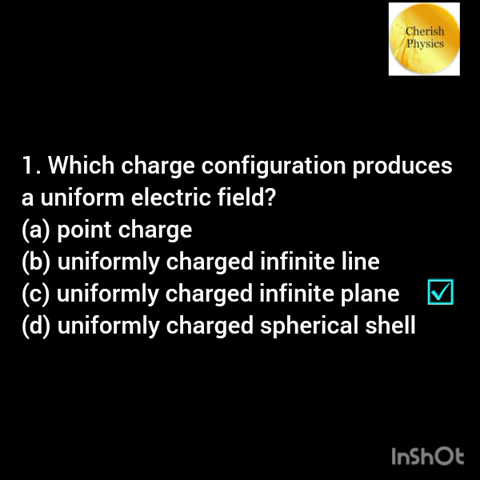 Cherish
Physics
1. Which charge configuration produces
a uniform electric field?
(a) point charge
(b) uniformly charged infinite line
(c) uniformly charged infinite plane ☑
(d) uniformly charged spherical shell
InShOt